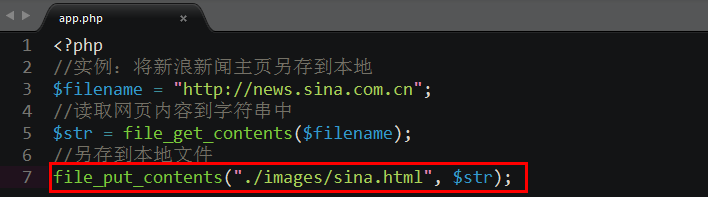 app.php ×
1 <?php
2 //实例：将新浪新闻主页另存到本地
3 $filename = "http://news.sina.com.cn";
4 //读取网页内容到字符串中
5 $str = file_get_contents($filename);
6 //另存到本地文件
7 file_put_contents("./images/sina.html", $str);